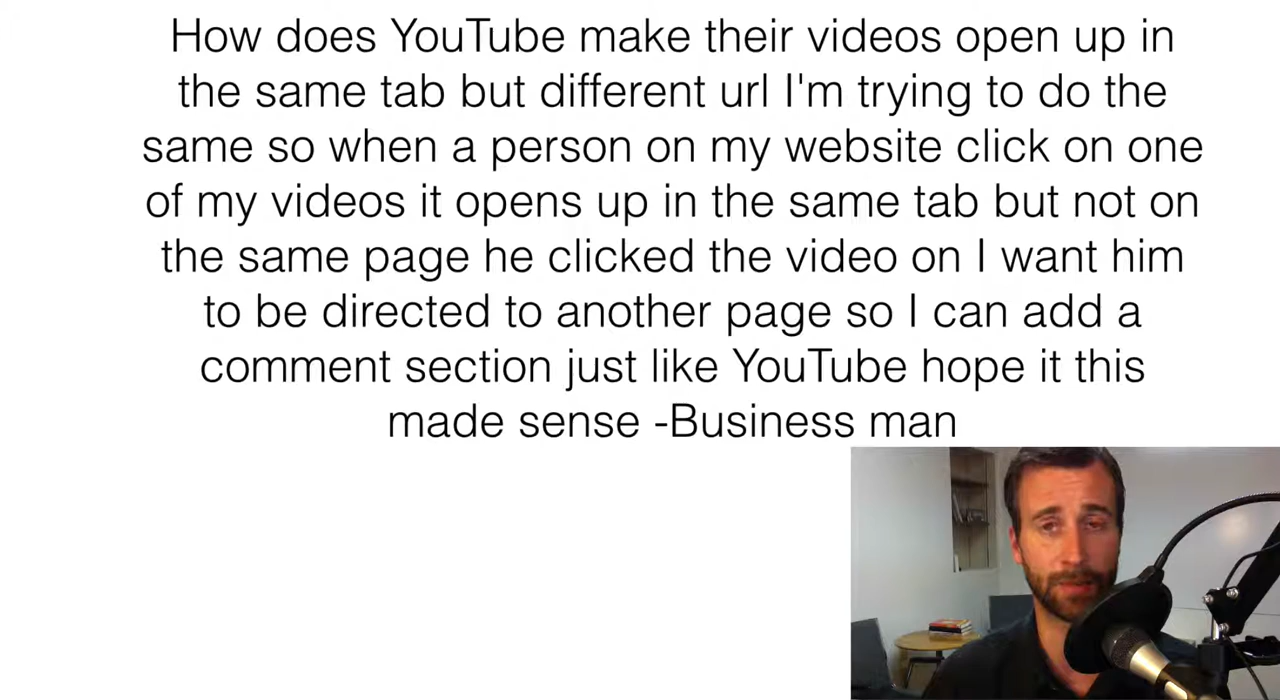 How does YouTube make their videos open up in
the same tab but different url I'm trying to do the
same so when a person on my website click on one
of my videos it opens up in the same tab but not on
the same page he clicked the video on I want him
to be directed to another page so I can add a
comment section just like YouTube hope it this
made sense -Business man